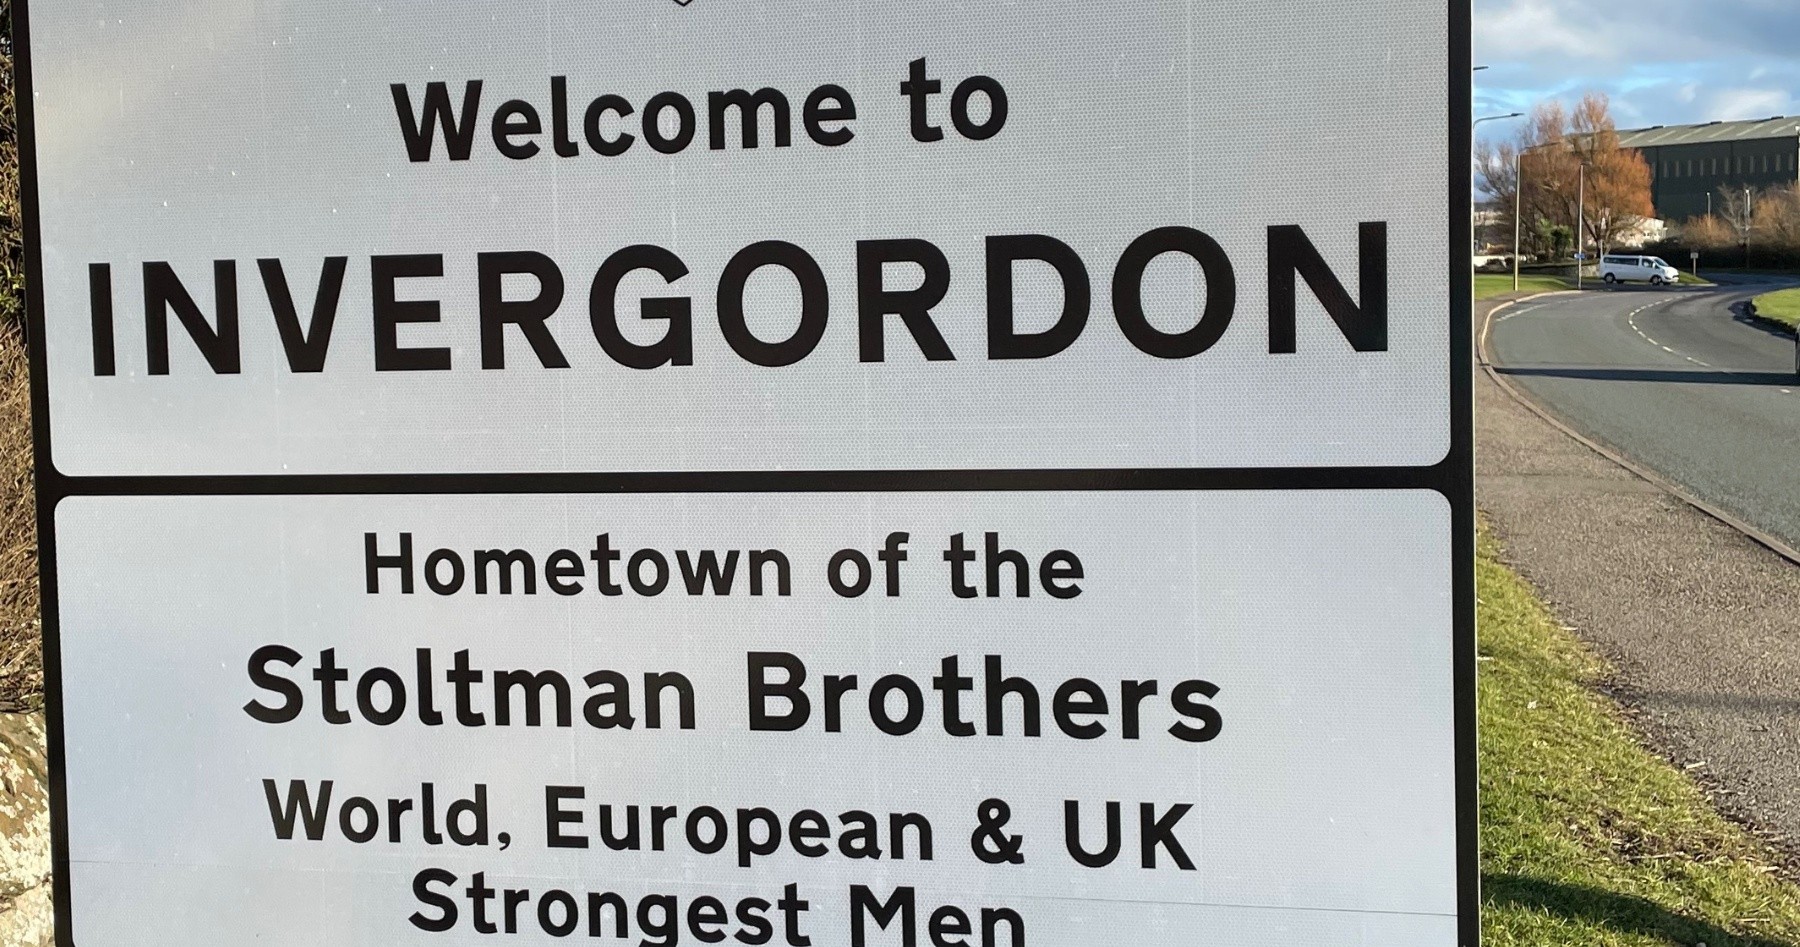 Welcome to
INVERGORDON
Hometown of the
Stoltman Brothers
World, European & UK
Strongest Men